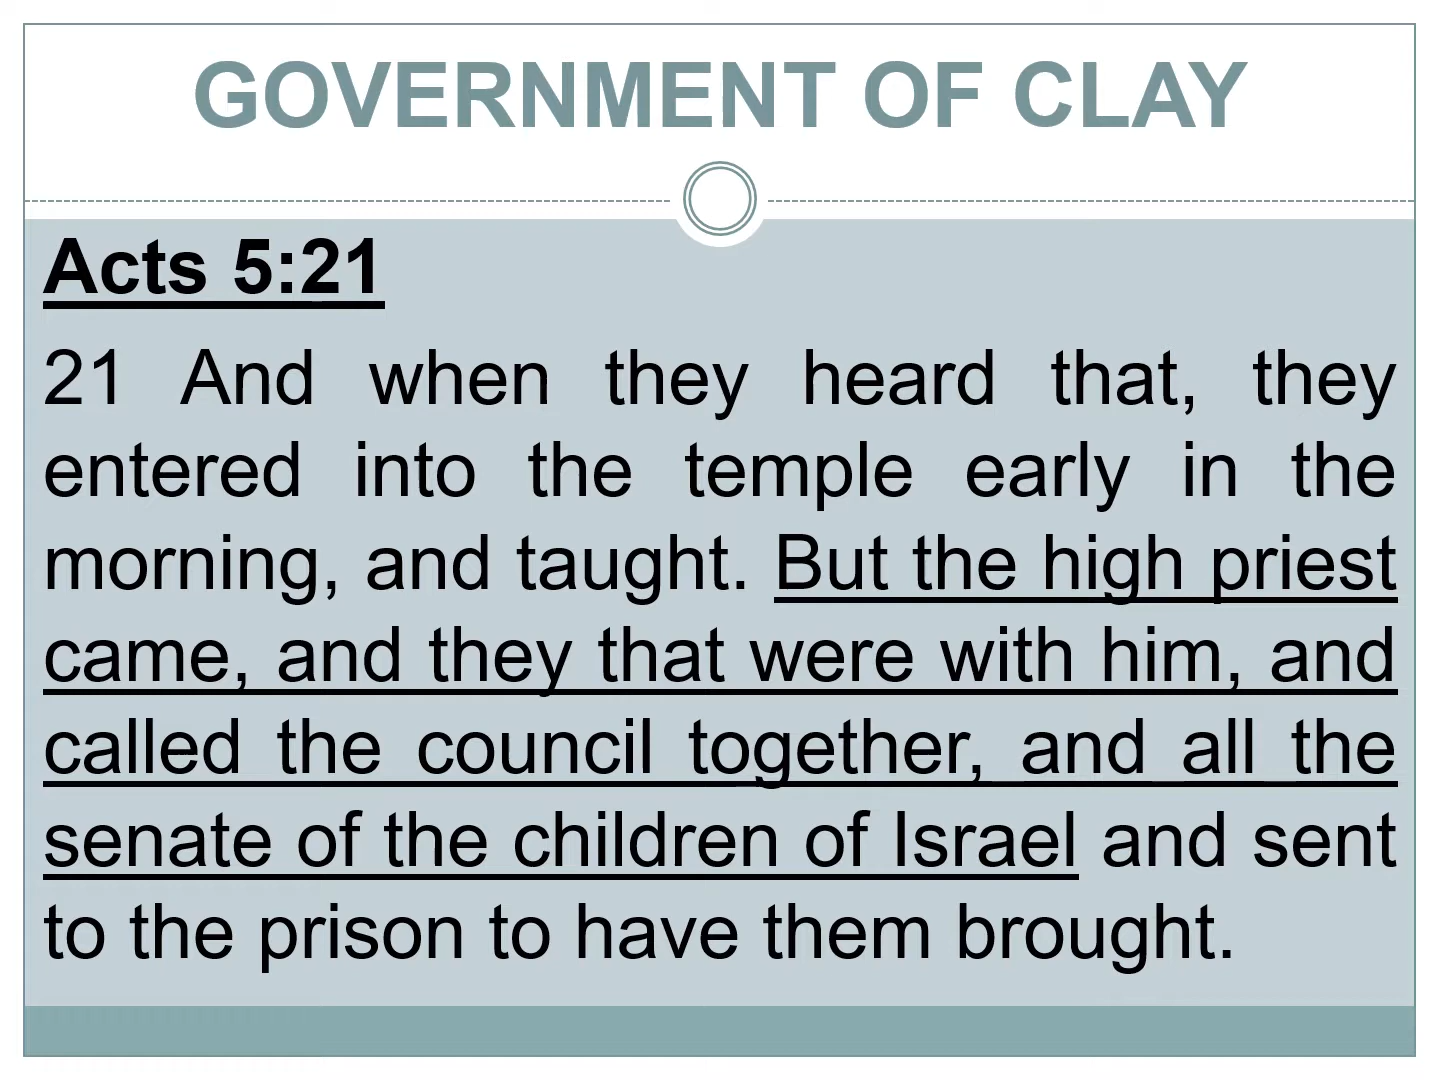 GOVERNMENT OF CLAY
Acts 5:21
21 And when they heard that, they
entered into the temple early in the
morning, and taught. But the high priest
came, and they that were with him, and
called the council together, and all the
senate of the children of Israel and sent
to the prison to have them brought.